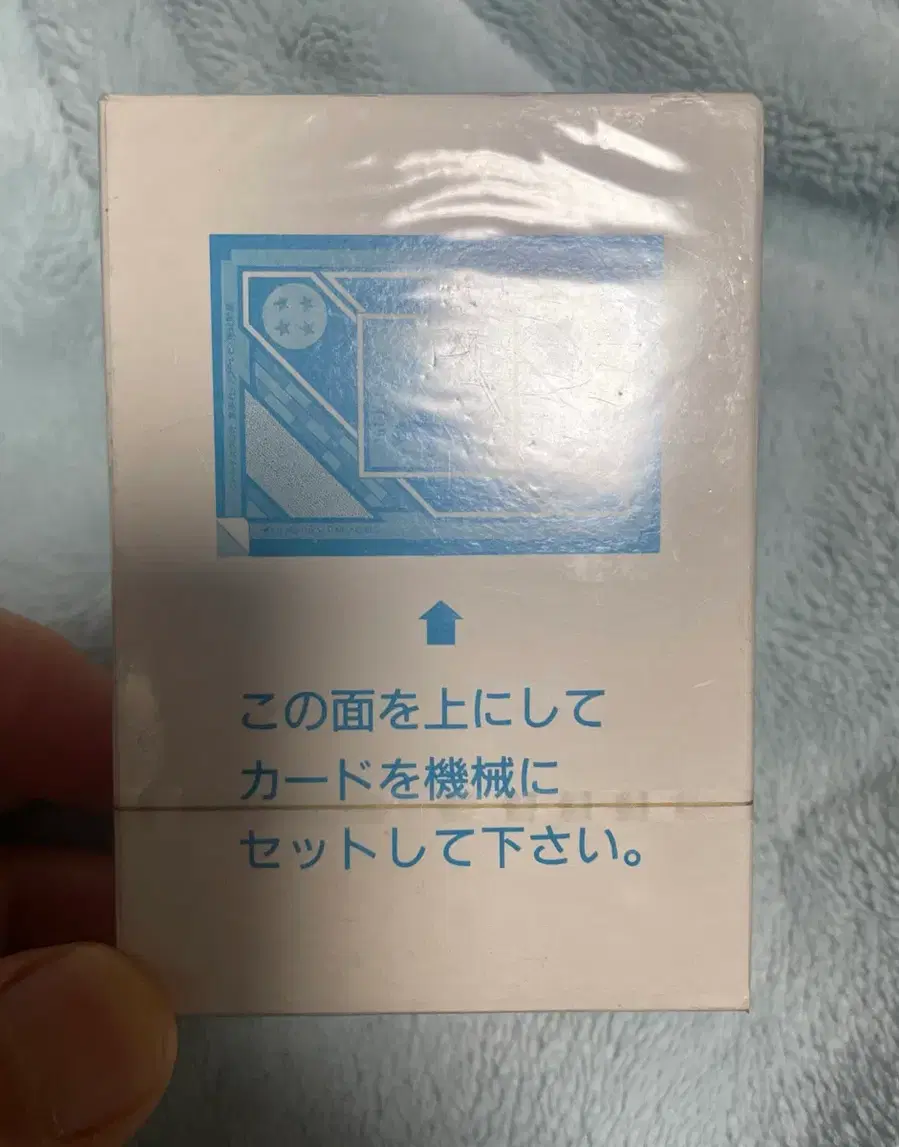 この面を上にして
カードを機械に
セットして下さい。